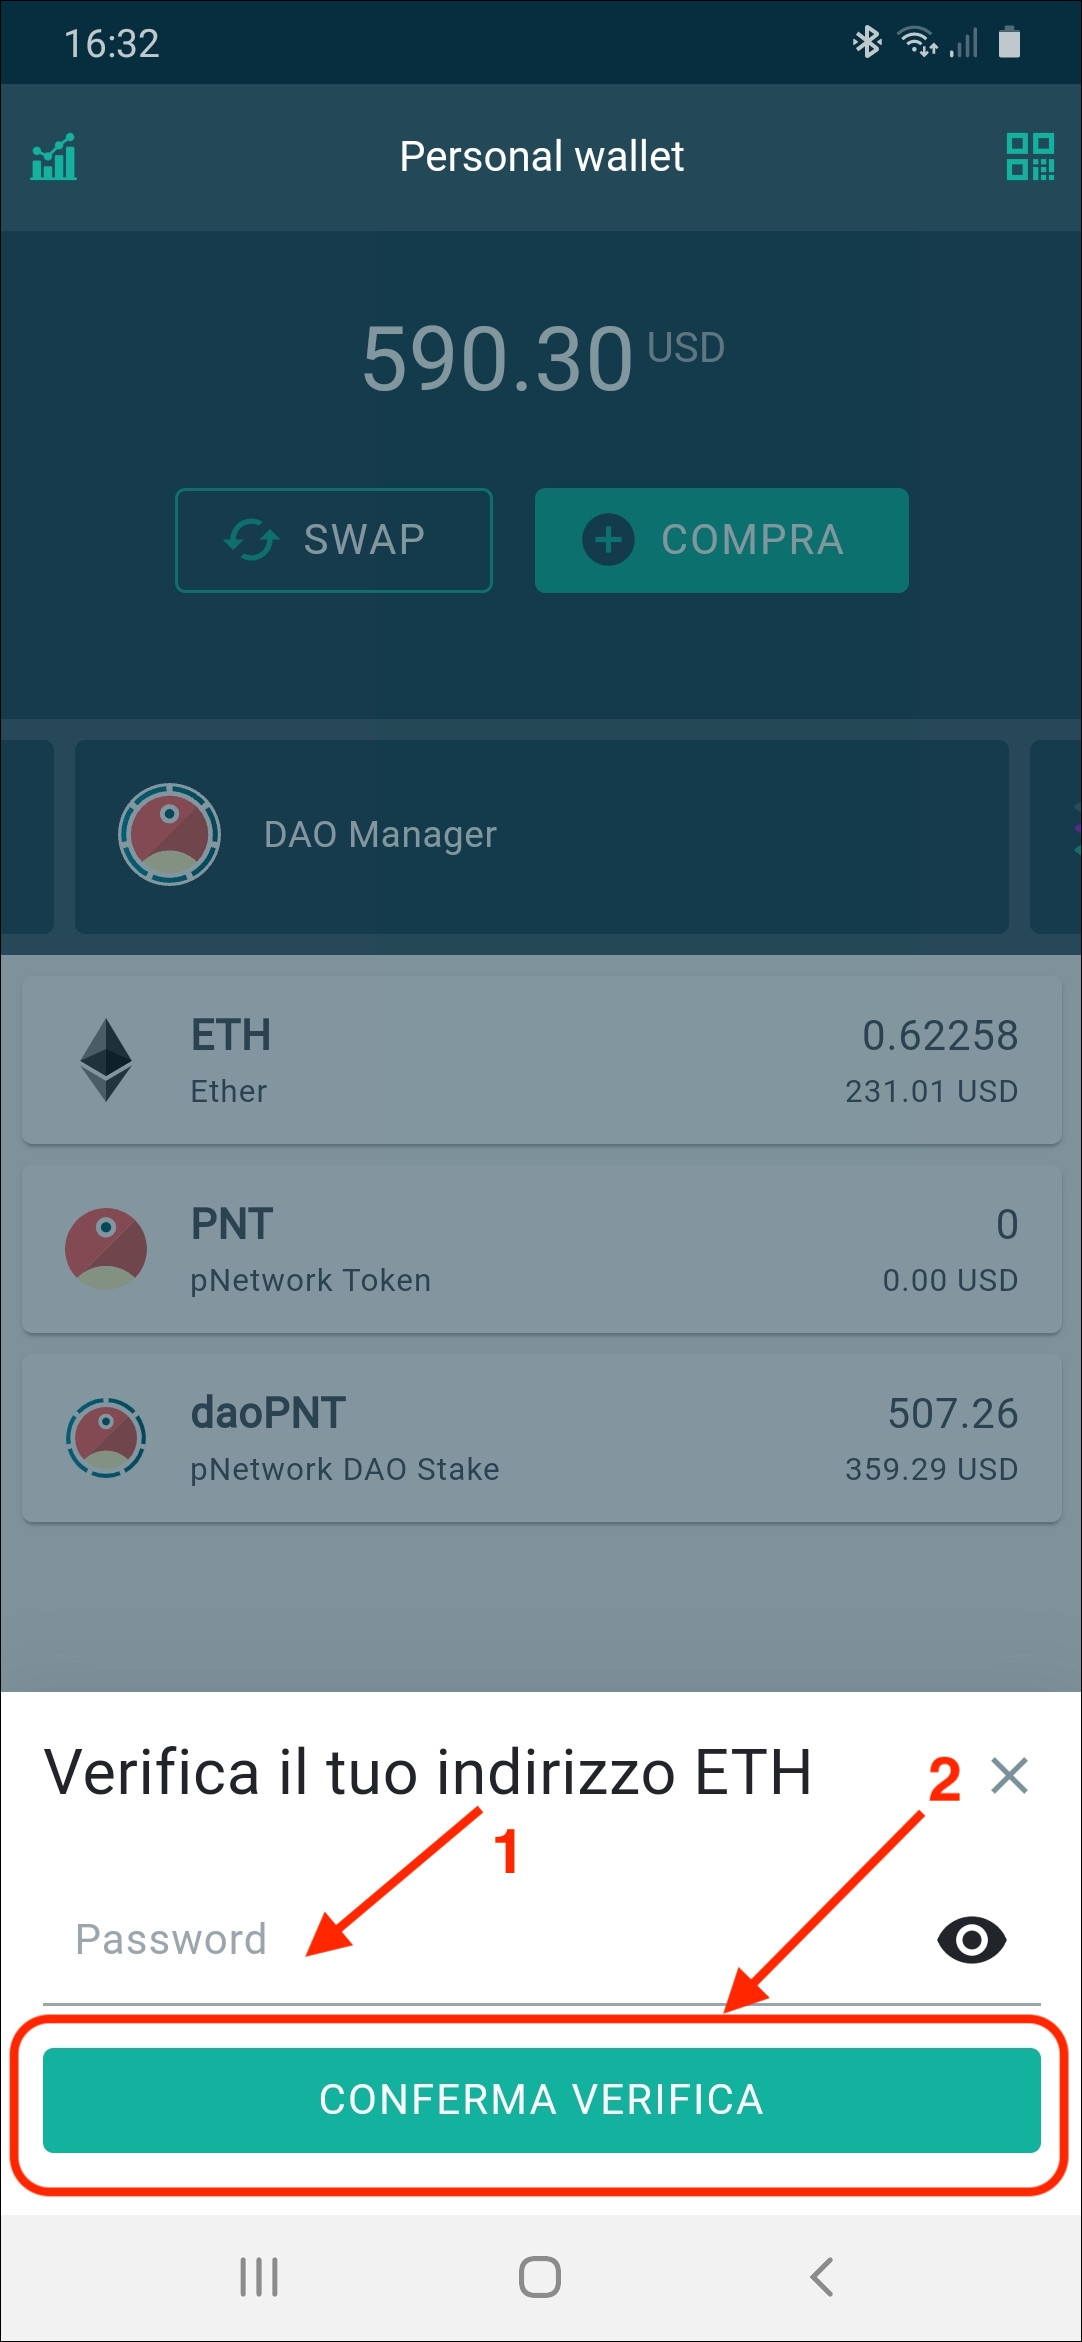 16:32
Personal wallet
590.30 USD
SWAP
COMPRA
DAO Manager
ETH
0.62258
Ether
231.01 USD
PNT
0
pNetwork Token
0.00 USD
daoPNT
507.26
pNetwork DAO Stake
359.29 USD
Verifica il tuo indirizzo ETH
2
1
Password
CONFERMA VERIFICA